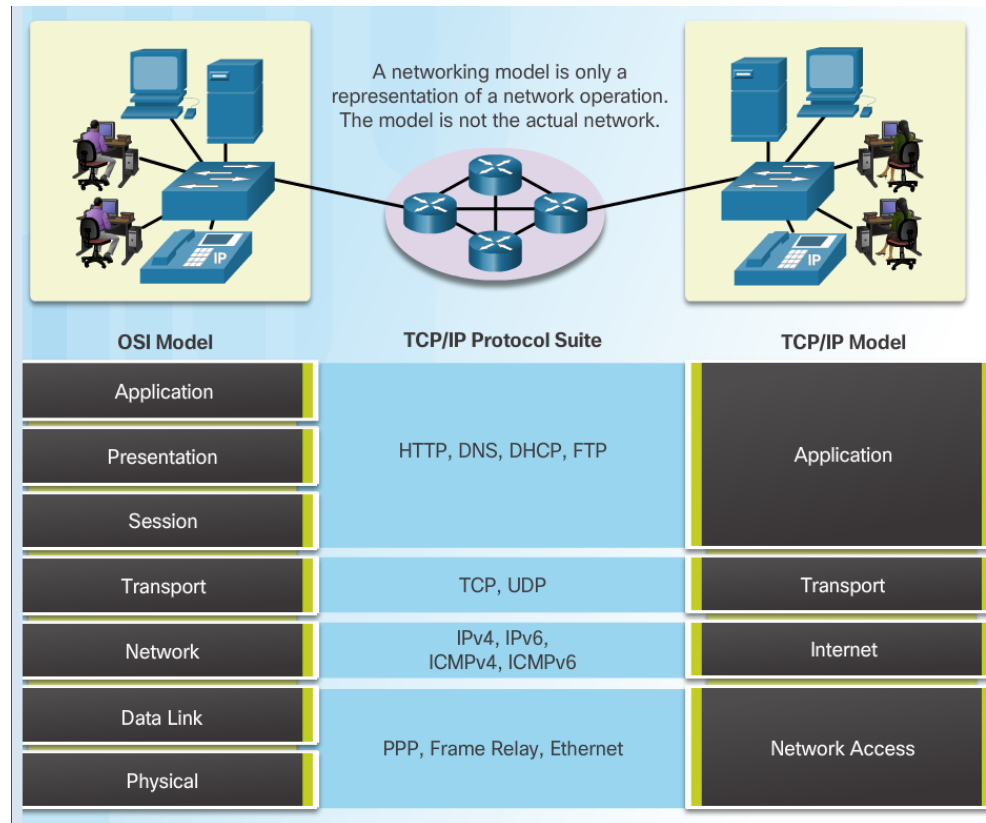 A networking model is only a
representation of a network operation.
The model is not the actual network.
IP
IP
OSI Model
TCP/IP Protocol Suite
TCP/IP Model
Application
Presentation
Session
Transport
Network
Data Link
Physical
HTTP, DNS, DHCP, FTP
TCP, UDP
IPv4, IPv6,
ICMPv4, ICMPv6
PPP, Frame Relay, Ethernet
Application
Transport
Internet
Network Access